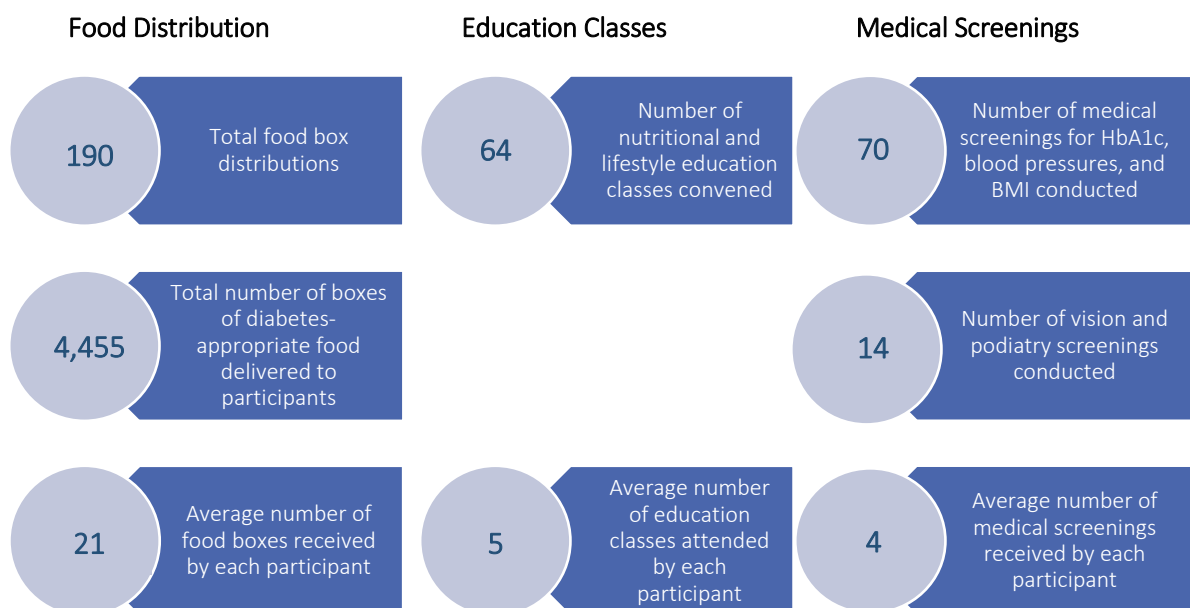 Food Distribution
190
Total food box
distributions
4,455
Total number of boxes
of diabetes-
appropriate food
delivered to
participants
21
Average number of
food boxes received
by each participant
Education Classes
64
Number of
nutritional and
lifestyle education
classes convened
5
Average number
of education
classes attended
by each
participant
Medical Screenings
70
Number of medical
screenings for HbA1c,
blood pressures, and
BMI conducted
14
Number of vision and
podiatry screenings
conducted
4
Average number of
medical screenings
received by each
participant